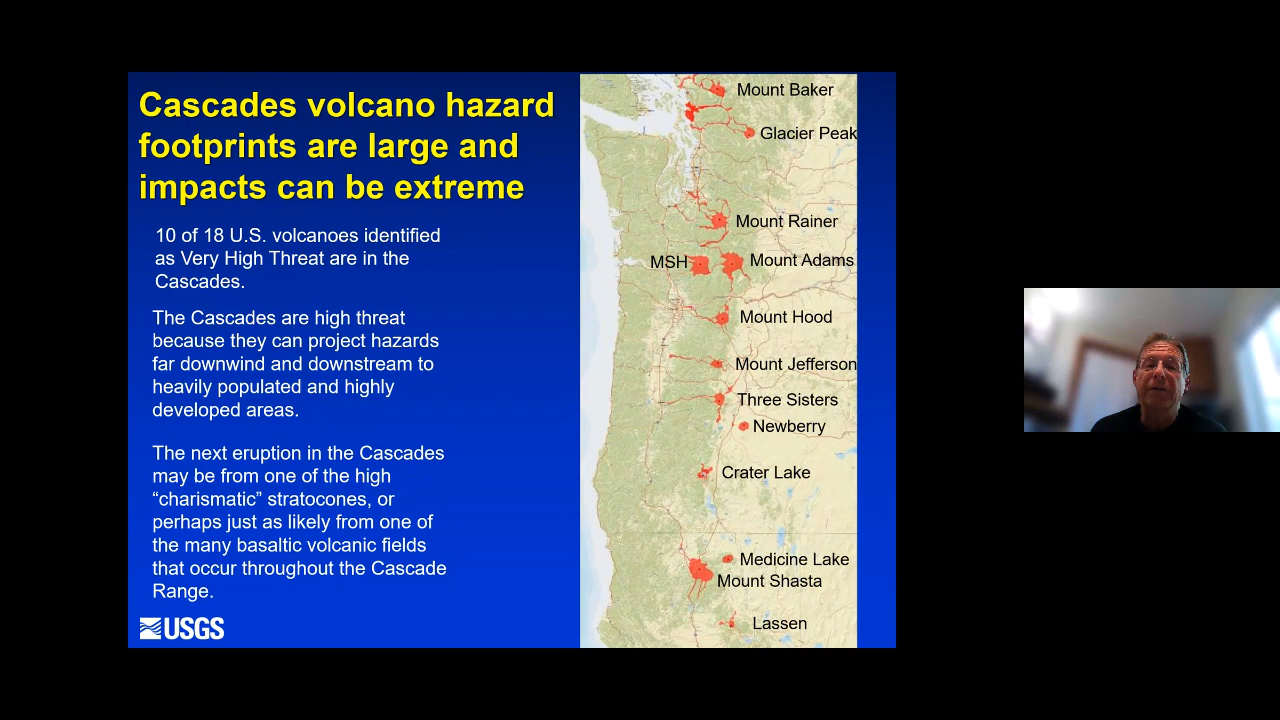 Cascades volcano hazard
footprints are large and
impacts can be extreme
10 of 18 U.S. volcanoes identified
as Very High Threat are in the
Cascades.
The Cascades are high threat
because they can project hazards
far downwind and downstream to
heavily populated and highly
developed areas.
The next eruption in the Cascades
may be from one of the high
“charismatic” stratocones, or
perhaps just as likely from one of
the many basaltic volcanic fields
that occur throughout the Cascade
Range.
USGS
Mount Baker
Glacier Peak
Mount Rainer
MSH
Mount Adams
Mount Hood
Mount Jefferson
Three Sisters
Newberry
Crater Lake
Medicine Lake
Mount Shasta
Lassen